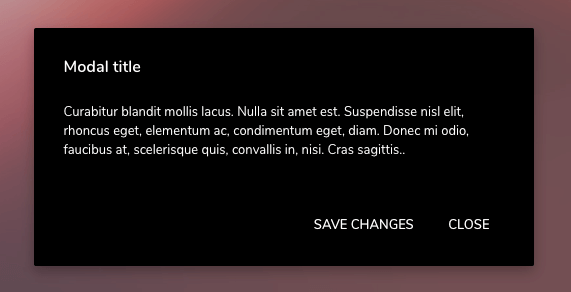 Modal title
Curabitur blandit mollis lacus. Nulla sit amet est. Suspendisse nisl elit,
rhoncus eget, elementum ac, condimentum eget, diam. Donec mi odio,
faucibus at, scelerisque quis, convallis in, nisi. Cras sagittis..
SAVE CHANGES CLOSE